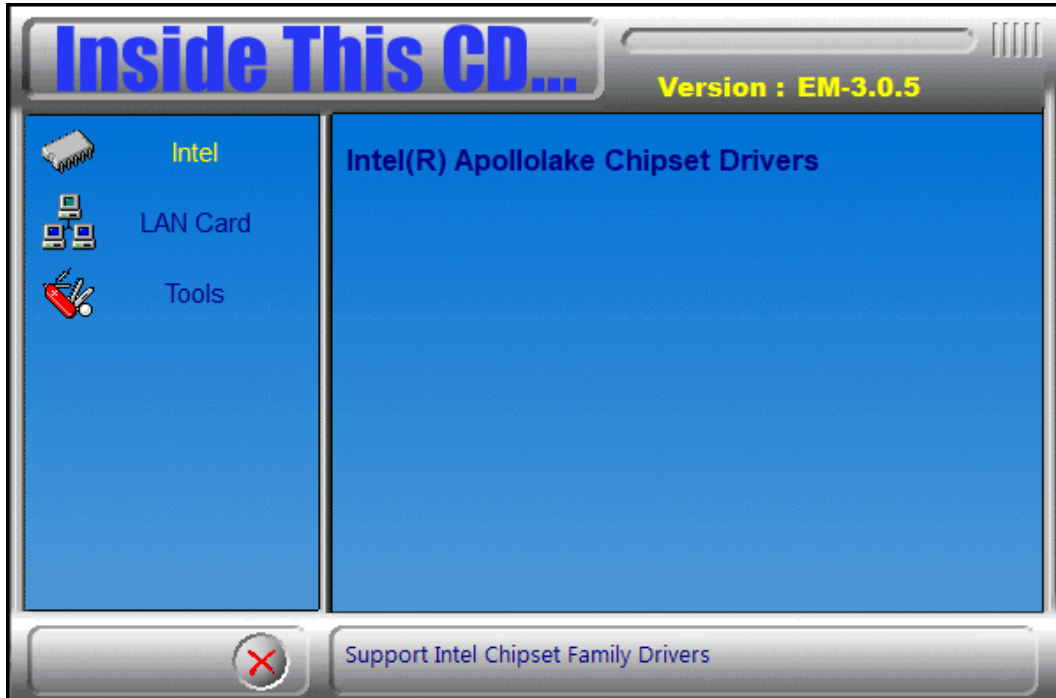 Inside This CD...
Version : EM-3.0.5
Intel
LAN Card
Tools
Intel(R) Apollolake Chipset Drivers
Support Intel Chipset Family Drivers